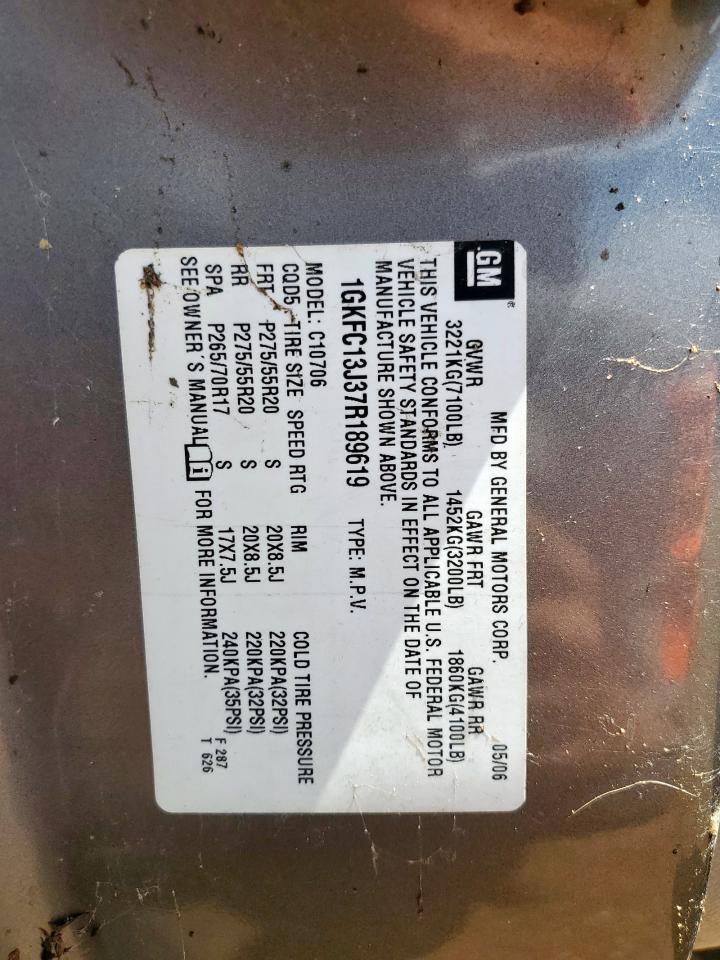 GM®
MFD BY GENERAL MOTORS CORP. 05/06
GVWR GAWR FRT GAWR RR
3221KG(7100LB) 1452KG(3200LB) 1860KG(4100LB)
THIS VEHICLE CONFORMS TO ALL APPLICABLE U.S. FEDERAL MOTOR
VEHICLE SAFETY STANDARDS IN EFFECT ON THE DATE OF
MANUFACTURE SHOWN ABOVE.
1GKFC13J37R189619 TYPE: M.P.V.
MODEL: C10706
CQD5 TIRE SIZE SPEED RTG RIM COLD TIRE PRESSURE
FRT P275/55R20 S 20X8.5J 220KPA(32PSI)
RR P275/55R20 S 20X8.5J 220KPA(32PSI)
SPA P265/70R17 S 17X7.5J 240KPA(35PSI)
SEE OWNER'S MANUAL i FOR MORE INFORMATION.
F 287
T 626